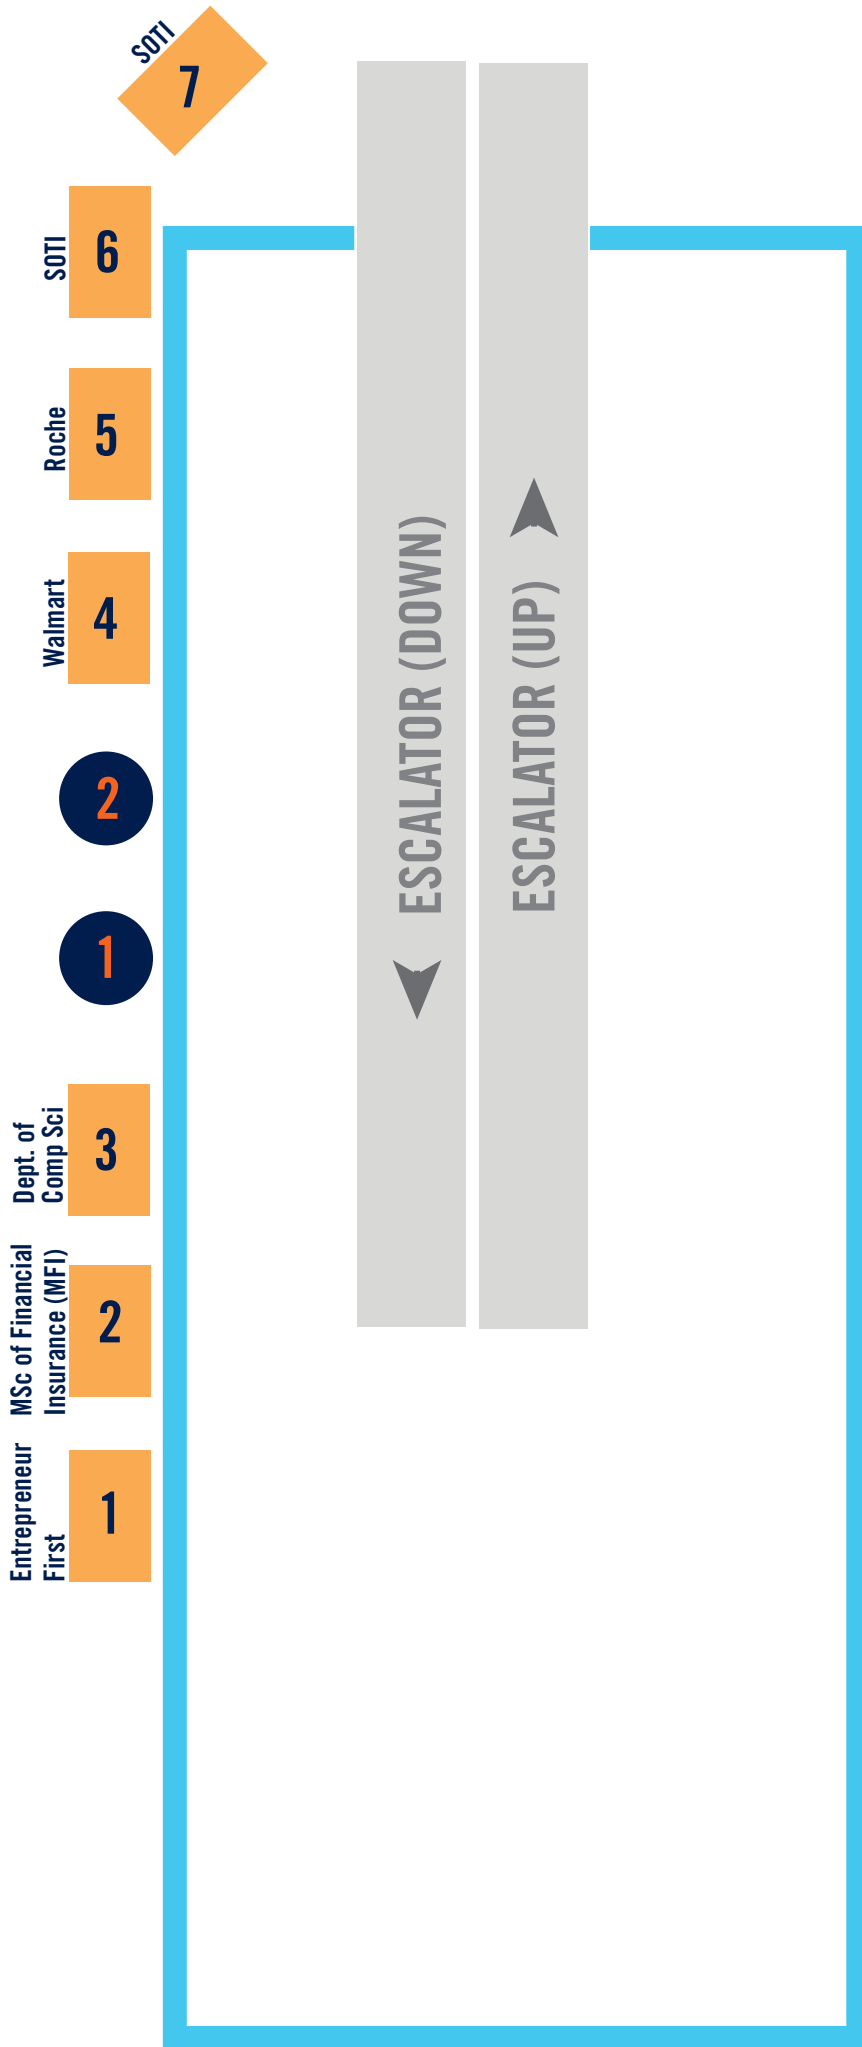 SOTI
7
SOTI
6
Roche
5
Walmart
4
2
1
Dept. of
Comp Sci
3
MSc of Financial
Insurance (MFI)
2
Entrepreneur
First
1
ESCALATOR (DOWN)
ESCALATOR (UP)